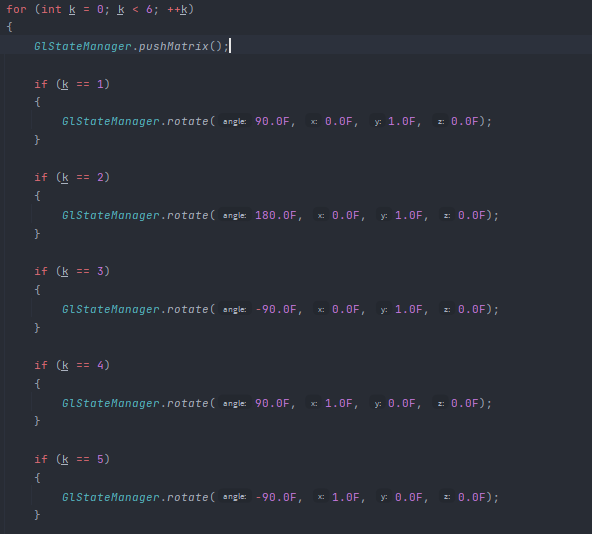 for (int k = 0; k < 6; ++k)
{
GlStateManager.pushMatrix();
if (k == 1)
{
GlStateManager.rotate( angle: 90.0F, x: 0.0F, y: 1.0F, z: 0.0F);
}
if (k == 2)
{
GlStateManager.rotate( angle: 180.0F, x: 0.0F, y: 1.0F, z: 0.0F);
}
if (k == 3)
{
GlStateManager.rotate( angle: -90.0F, x: 0.0F, y: 1.0F, z: 0.0F);
}
if (k == 4)
{
GlStateManager.rotate( angle: 90.0F, x: 1.0F, y: 0.0F, z: 0.0F);
}
if (k == 5)
{
GlStateManager.rotate( angle: -90.0F, x: 1.0F, y: 0.0F, z: 0.0F);
}